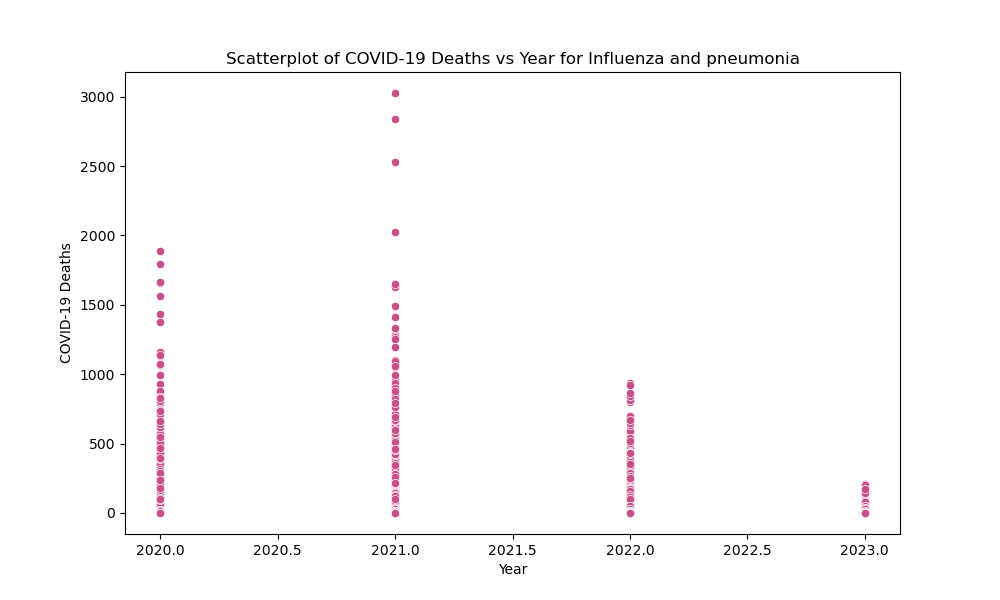 Scatterplot of COVID-19 Deaths vs Year for Influenza and pneumonia
3000
2500
2000
1500
1000
500
0
COVID-19 Deaths
2020.0 2020.5 2021.0 2021.5 2022.0 2022.5 2023.0
Year